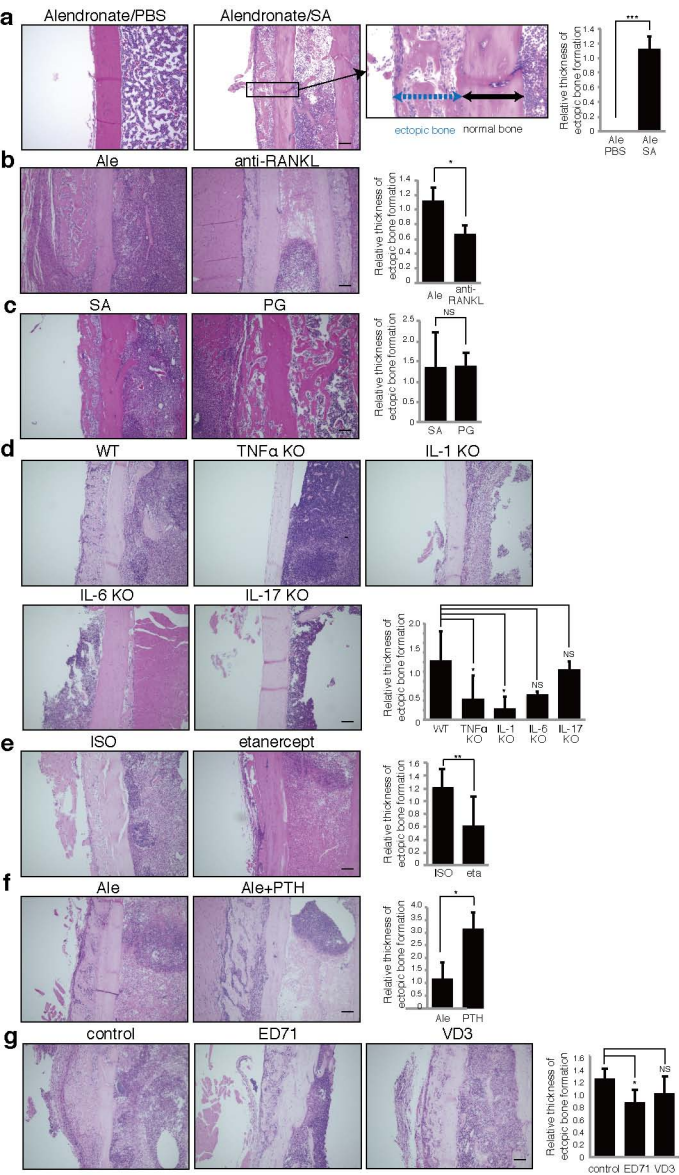 a
Alendronate/PBS
Alendronate/SA
ectopic bone
normal bone
Relative thickness of
ectopic bone formation
1.4
1.2
1.0
0.8
0.6
0.4
0.2
0
***
Ale
PBS
Ale
SA
b
Ale
anti-RANKL
Relative thickness of
ectopic bone formation
1.4
1.2
1.0
0.8
0.6
0.4
0.2
0
*
Ale
anti-
RANKL
c
SA
PG
Relative thickness of
ectopic bone formation
2.5
2.0
1.5
1.0
0.5
0.0
NS
SA
PG
d
WT
TNFα KO
IL-1 KO
IL-6 KO
IL-17 KO
Relative thickness of
ectopic bone formation
2.0
1.5
1.0
0.5
0.0
*
*
NS
NS
WT
TNFα
KO
IL-1
KO
IL-6
KO
IL-17
KO
e
ISO
etanercept
Relative thickness of
ectopic bone formation
1.6
1.4
1.2
1.0
0.8
0.6
0.4
0.2
0
**
ISO
eta
f
Ale
Ale+PTH
Relative thickness of
ectopic bone formation
4.0
3.5
3.0
2.5
2.0
1.5
1.0
0.5
0.0
*
Ale
PTH
g
control
ED71
VD3
Relative thickness of
ectopic bone formation
1.6
1.4
1.2
1.0
0.8
0.6
0.4
0.2
0
*
NS
control ED71 VD3